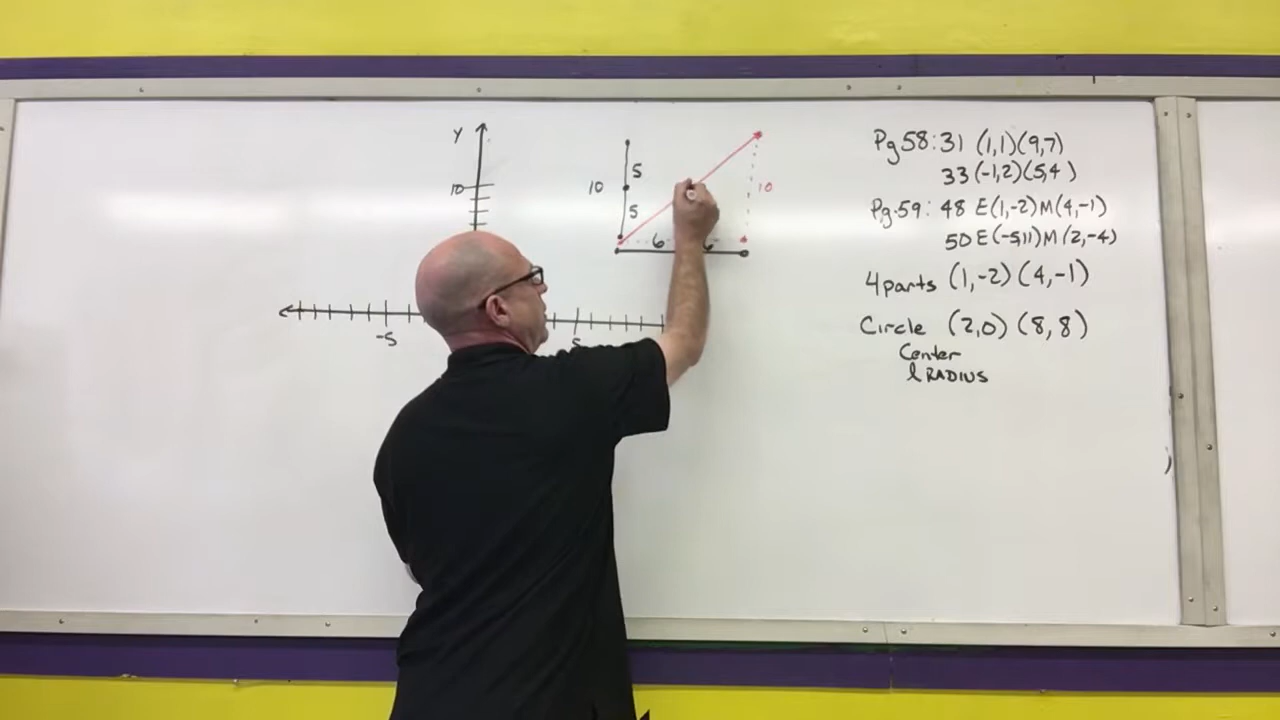 Y
10
-5
5
10
5
5
6
6
10
Pg 58: 31 (1,1)(9,7)
33 (-1,2)(5,4)
Pg. 59: 48 E(1,-2) M(4,-1)
50 E(-5,11) M(2,-4)
4 parts (1,-2) (4,-1)
Circle (2,0) (8,8)
Center
& RADIUS